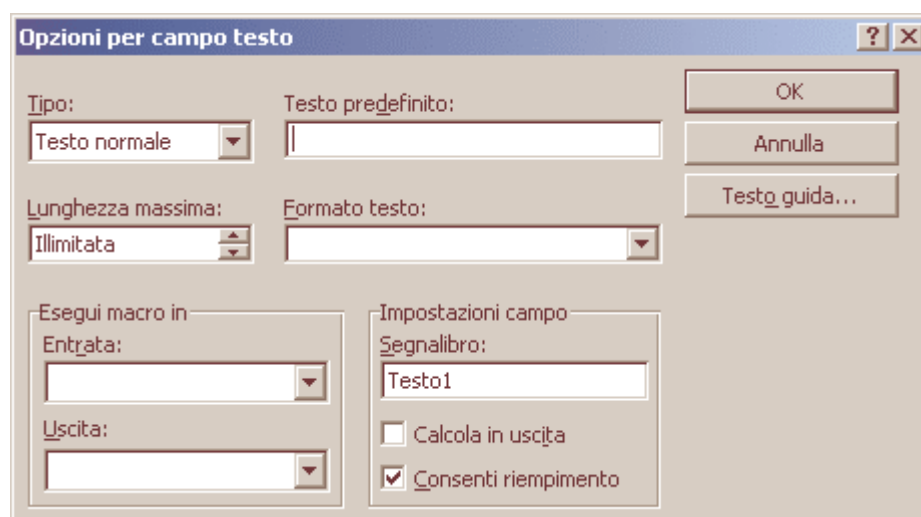 Opzioni per campo testo
Tipo:
Testo predefinito:
OK
Testo normale
Annulla
Testo guida...
Lunghezza massima:
Formato testo:
Illimitata
Esegui macro in
Impostazioni campo
Entrata:
Segnalibro:
Testo1
Uscita:
Calcola in uscita
Consenti riempimento